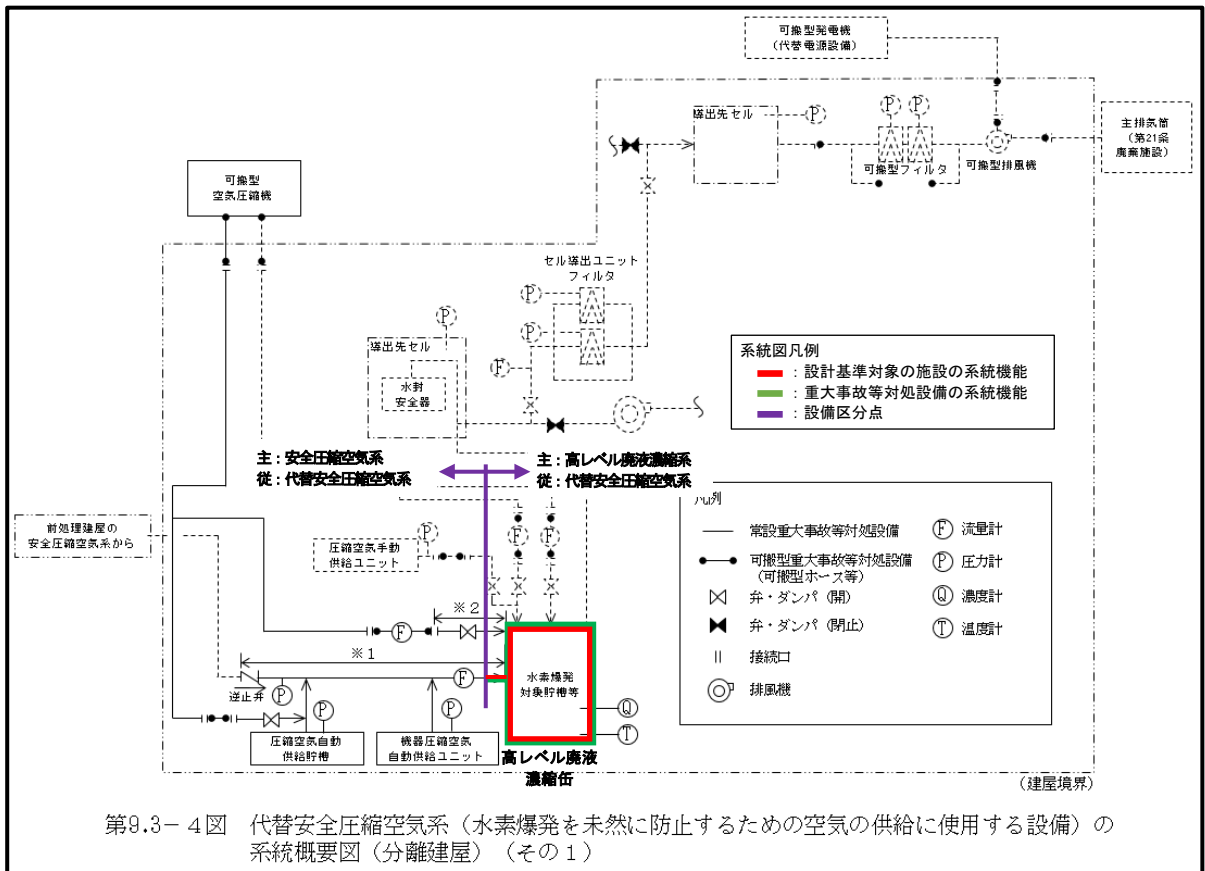 可搬型発電機
(代替電源設備)
導出先セル
P
P
P
主排気筒
(第21条
廃棄施設)
可搬型フィルタ
可搬型排風機
可搬型
空気圧縮機
セル導出ユニット
フィルタ
P
P
P
F
導出先セル
水封
安全器
系統図凡例
:設計基準対象の施設の系統機能
:重大事故等対処設備の系統機能
:設備区分点
主:安全圧縮空気系
従:代替安全圧縮空気系
主:高レベル廃液濃縮系
従:代替安全圧縮空気系
前処理建屋の
安全圧縮空気系から
圧縮空気手動
供給ユニット
P
F
F
凡例
常設重大事故等対処設備
可搬型重大事故等対処設備
(可搬型ホース等)
弁・ダンパ(開)
弁・ダンパ(閉止)
接続口
排風機
F 流量計
P 圧力計
Q 濃度計
T 温度計
※2
F
※1
逆止弁
P
F
P
P
水素爆発
対象貯槽等
Q
T
圧縮空気自動
供給貯槽
機器圧縮空気
自動供給ユニット
高レベル廃液
濃縮缶
(建屋境界)
第9.3-4図 代替安全圧縮空気系(水素爆発を未然に防止するための空気の供給に使用する設備)の
系統概要図(分離建屋)(その1)